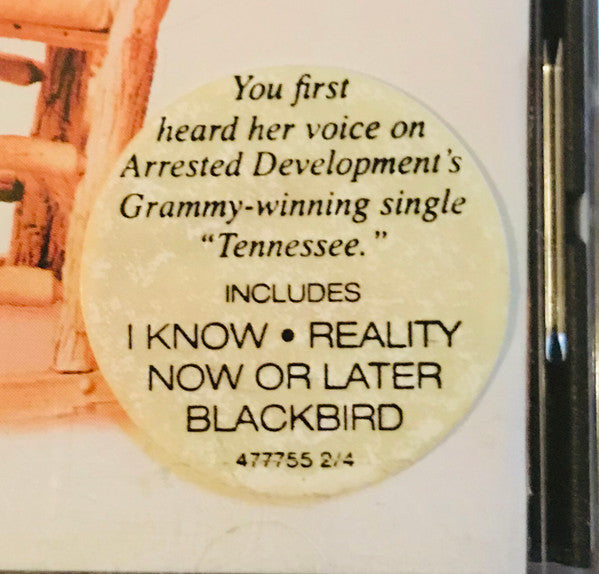 You first
heard her voice on
Arrested Development's
Grammy-winning single
“Tennessee.”
INCLUDES
I KNOW • REALITY
NOW OR LATER
BLACKBIRD
477755 2/4